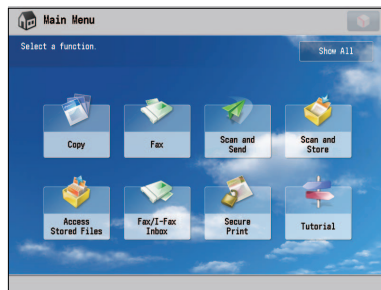 Main Menu
Select a function.
Show All
Copy
Fax
Scan and
Send
Scan and
Store
Access
Stored Files
Fax/I-Fax
Inbox
Secure
Print
Tutorial